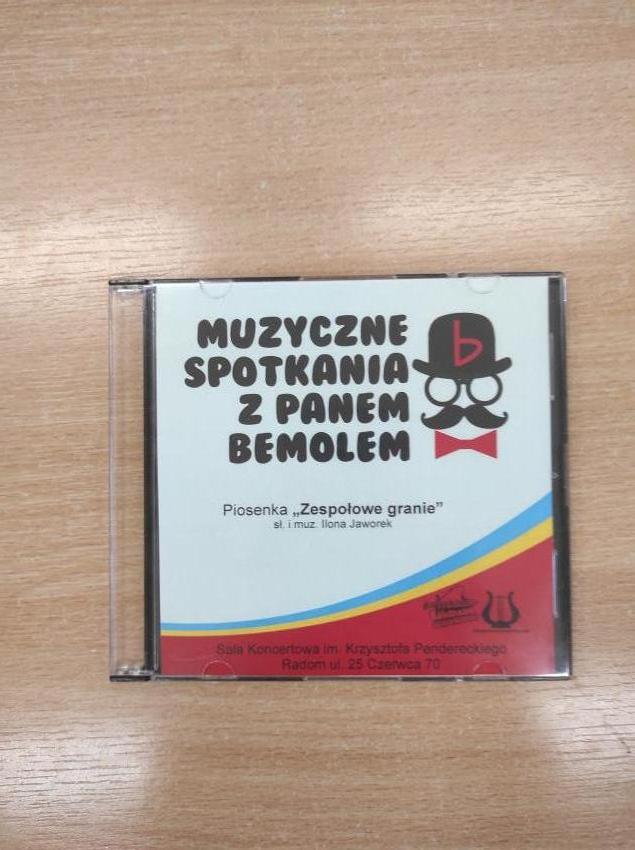 MUZYCZNE
SPOTKANIA
Z PANEM
BEMOLEM
b
Piosenka „Zespołowe granie”
sł. i muz. Ilona Jaworek
Sala Koncertowa im. Krzysztofa Pendereckiego
Radom ul. 25 Czerwca 70